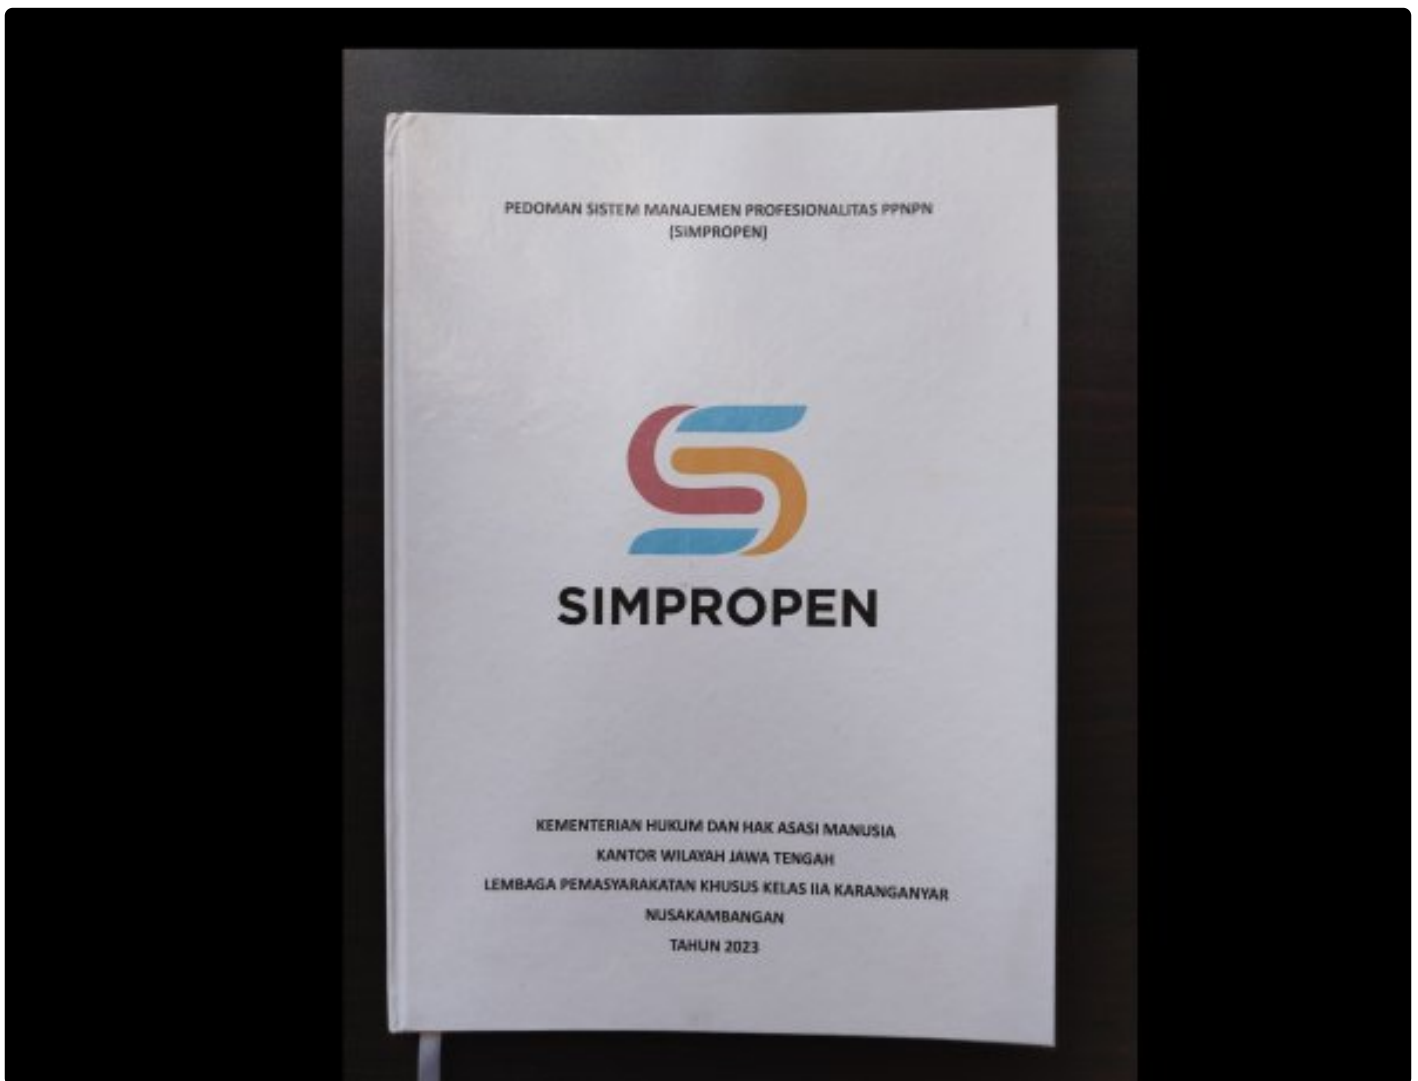 PEDOMAN SISTEM MANAJEMEN PROFESIONALITAS PPNPN
(SIMPROPEN)
SIMPROPEN
KEMENTERIAN HUKUM DAN HAK ASASI MANUSIA
KANTOR WILAYAH JAWA TENGAH
LEMBAGA PEMASYARAKATAN KHUSUS KELAS IIA KARANGANYAR
NUSAKAMBANGAN
TAHUN 2023